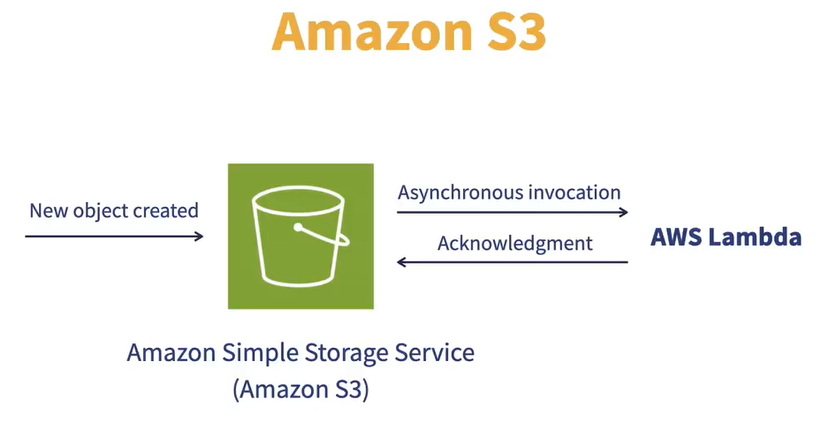 Amazon S3
New object created
Asynchronous invocation
Acknowledgment
AWS Lambda
Amazon Simple Storage Service
(Amazon S3)